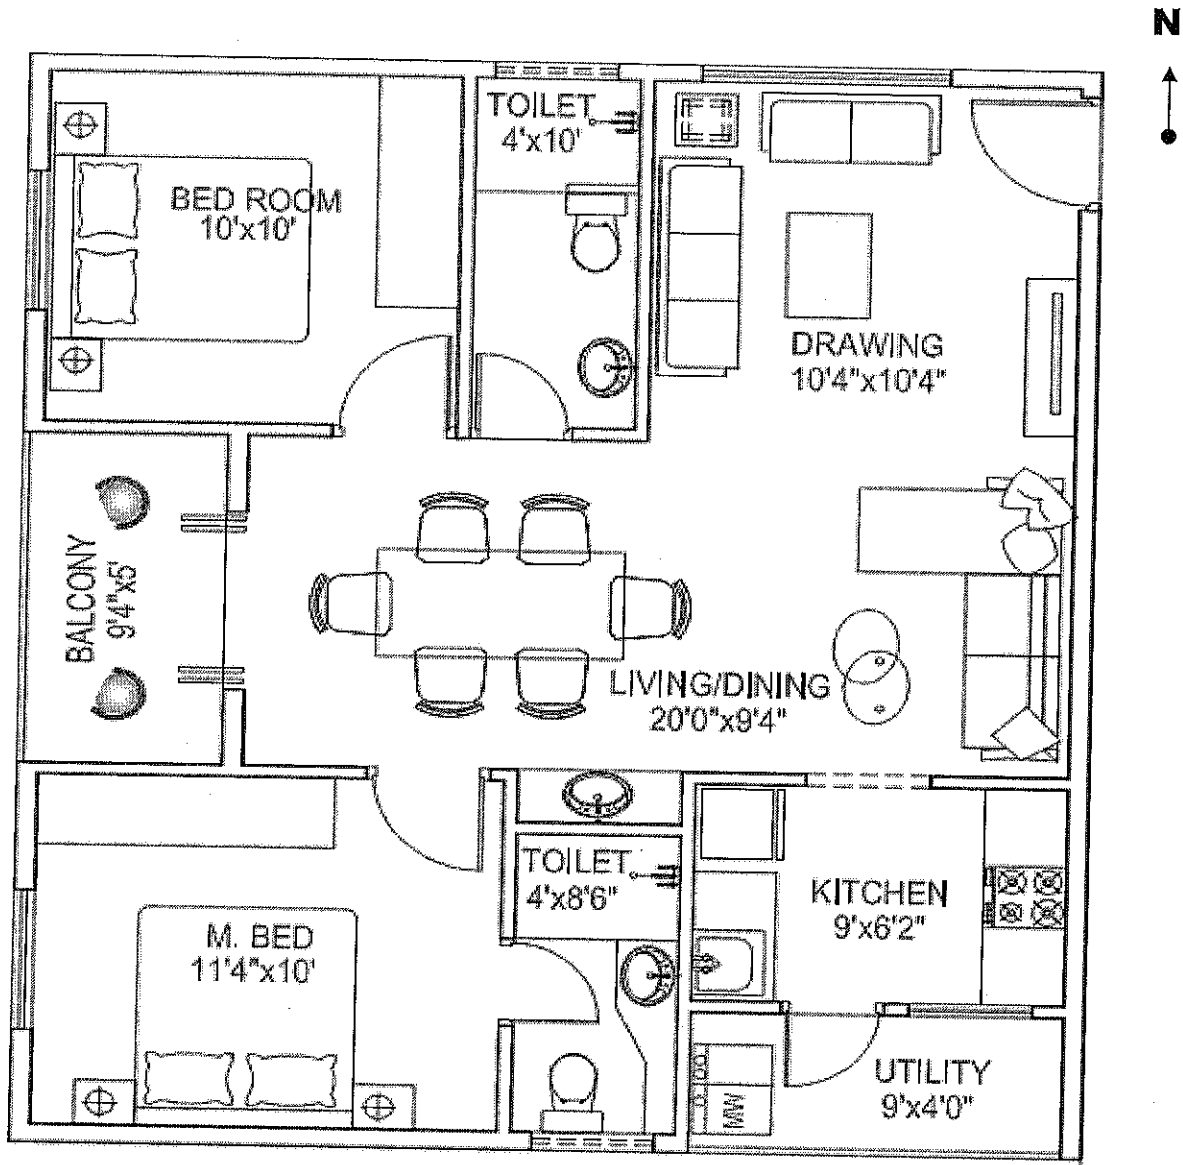 N
TOILET
4'x10'
BED ROOM
10'x10'
DRAWING
10'4"x10'4"
BALCONY
9'4"x5'
LIVING/DINING
20'0"x9'4"
TOILET
4'x8'6"
KITCHEN
9'x6'2"
M. BED
11'4"x10'
UTILITY
9'x4'0"
MW